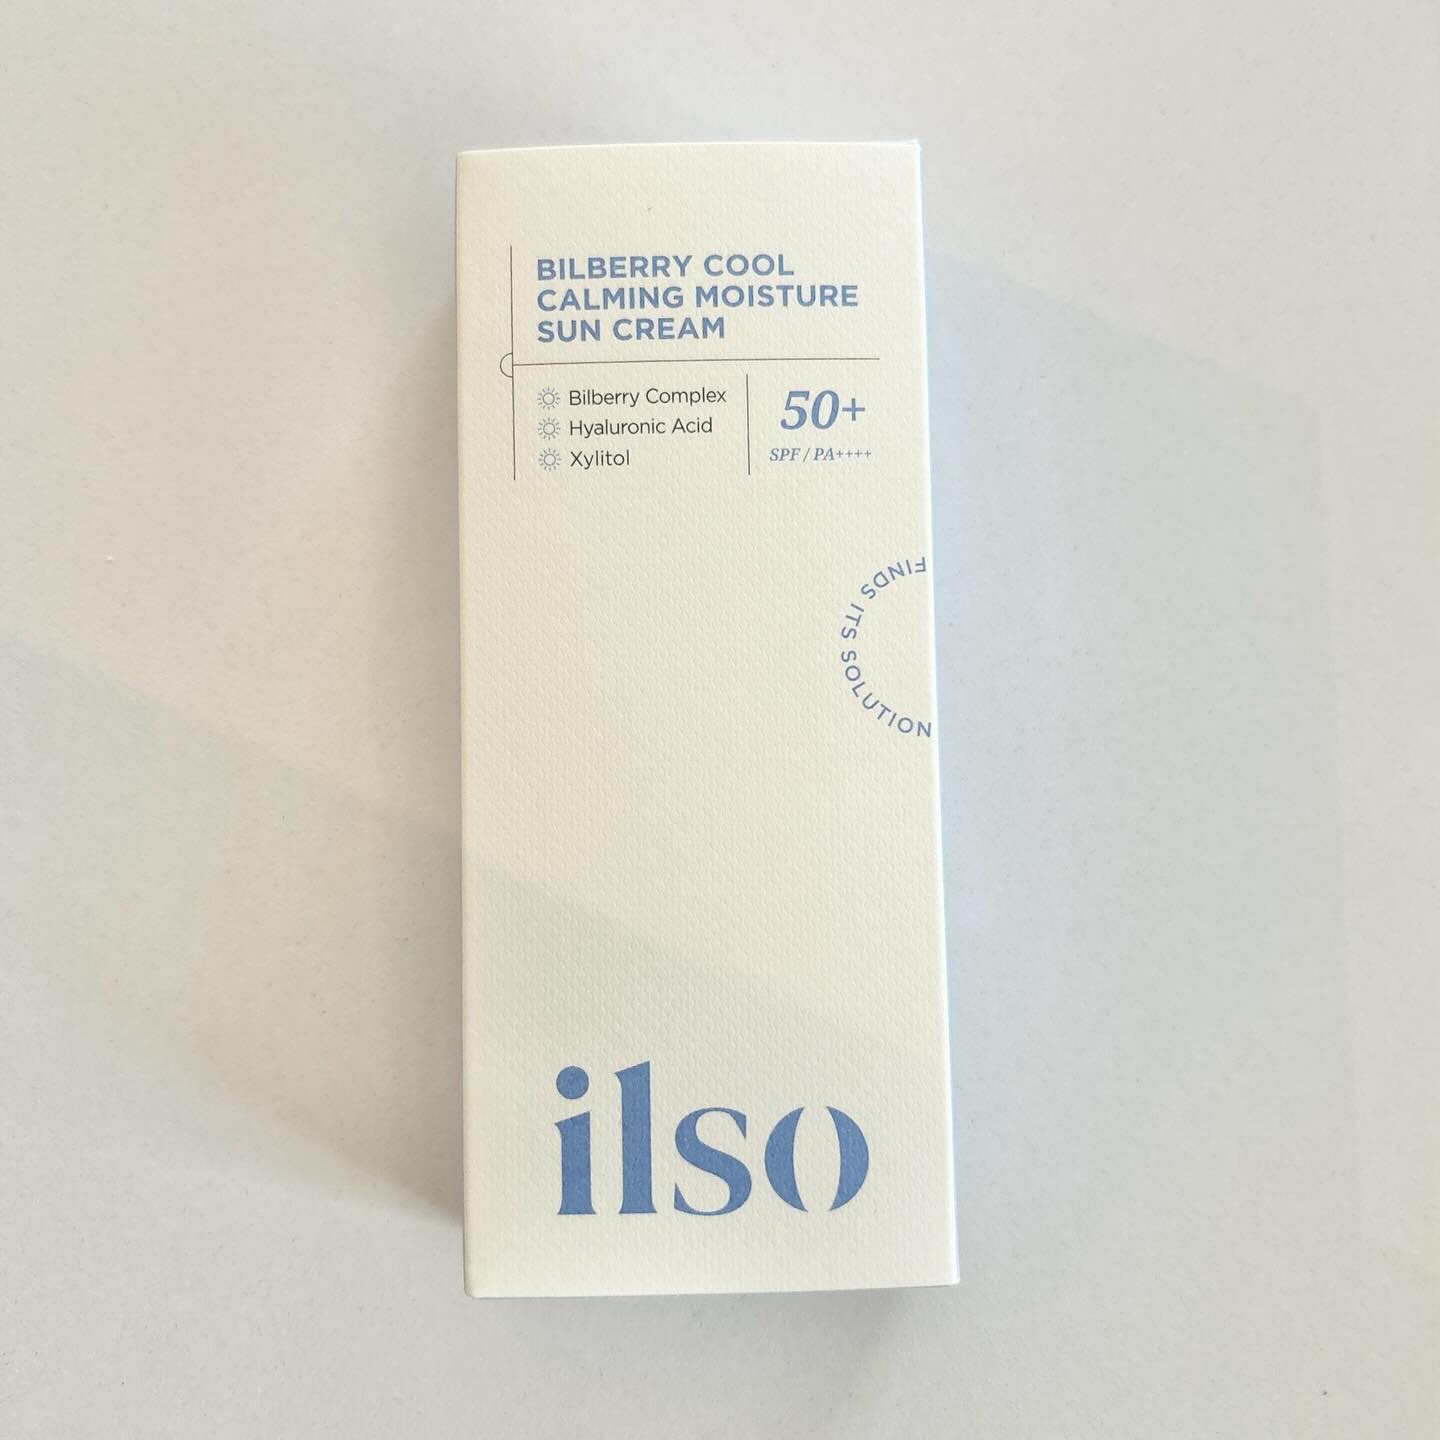 BILBERRY COOL
CALMING MOISTURE
SUN CREAM
Bilberry Complex
Hyaluronic Acid
Xylitol
50+
SPF / PA++++
FINDS ITS SOLUTION
ilso